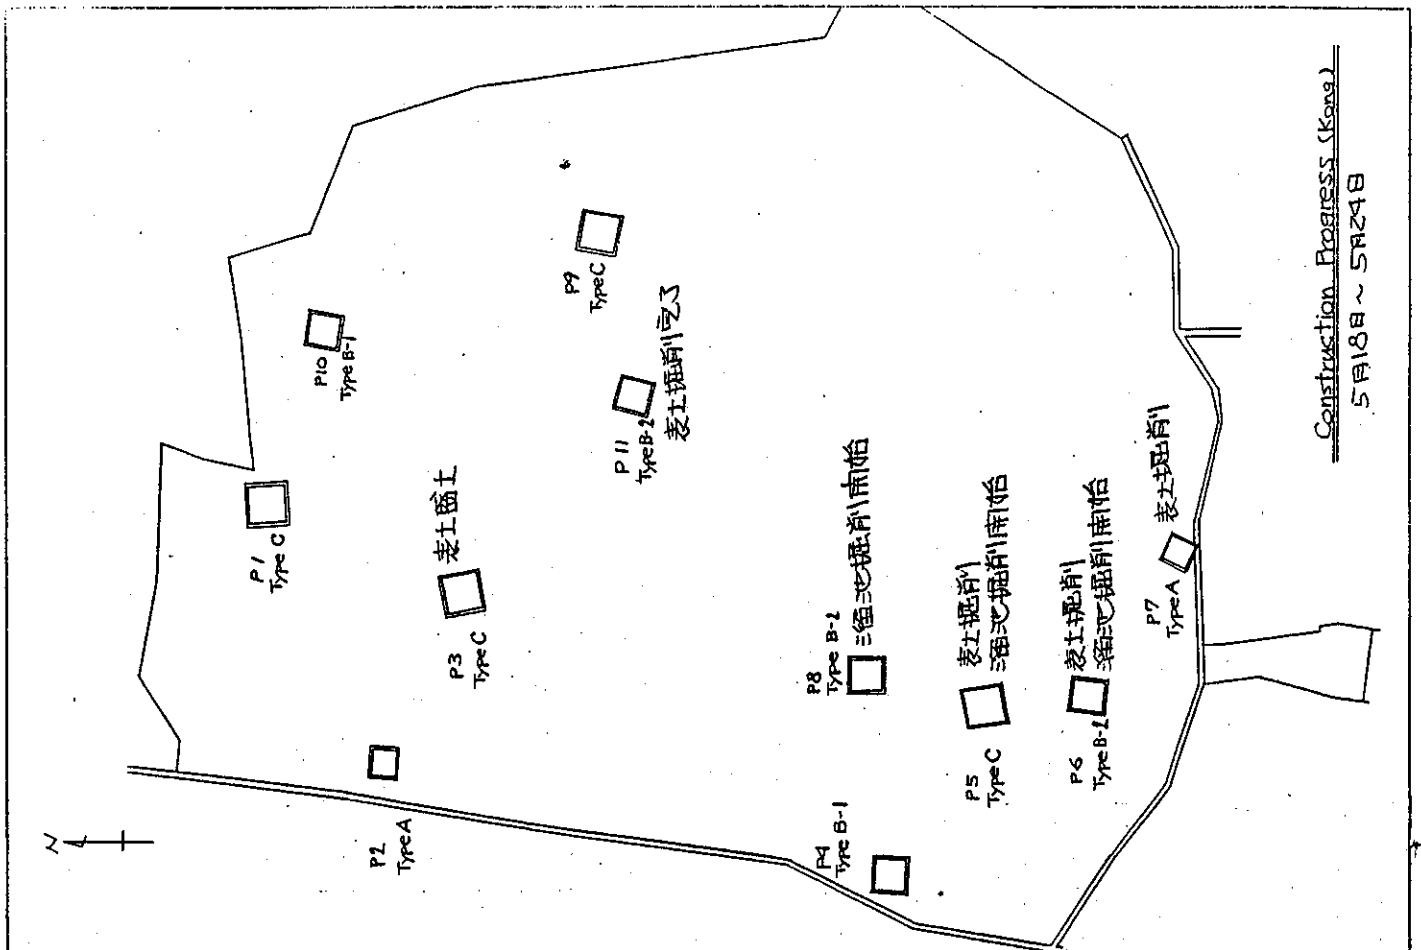 N
P1
Type C
P10
Type B-1
P2
Type A
P3
Type C
表土盛土
P9
Type C
P11
Type B-2
表土掘削完了
P8
Type B-2
溜池掘削開始
P4
Type B-1
P5
Type C
表土掘削
溜池掘削開始
P6
Type B-2
表土掘削
溜池掘削開始
P7
Type A
表土掘削
Construction Progress (Kong)
5月18日～5月24日